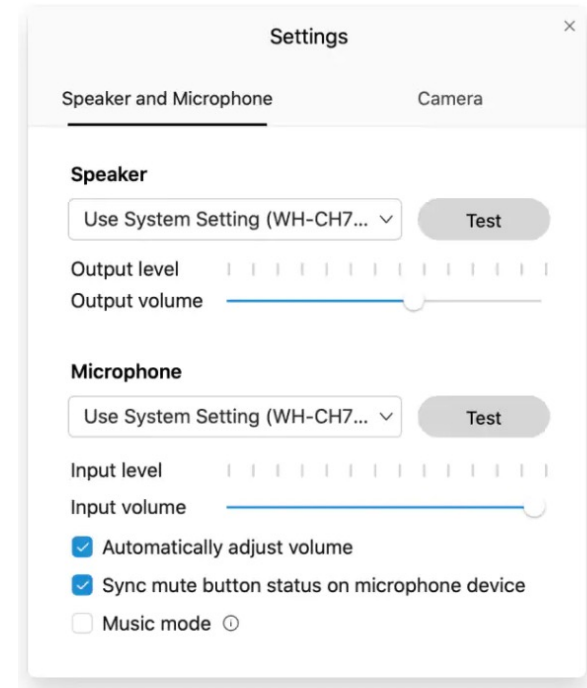 Settings
Speaker and Microphone
Camera
Speaker
Use System Setting (WH-CH7...
Test
Output level
Output volume
Microphone
Use System Setting (WH-CH7...
Test
Input level
Input volume
Automatically adjust volume
Sync mute button status on microphone device
Music mode